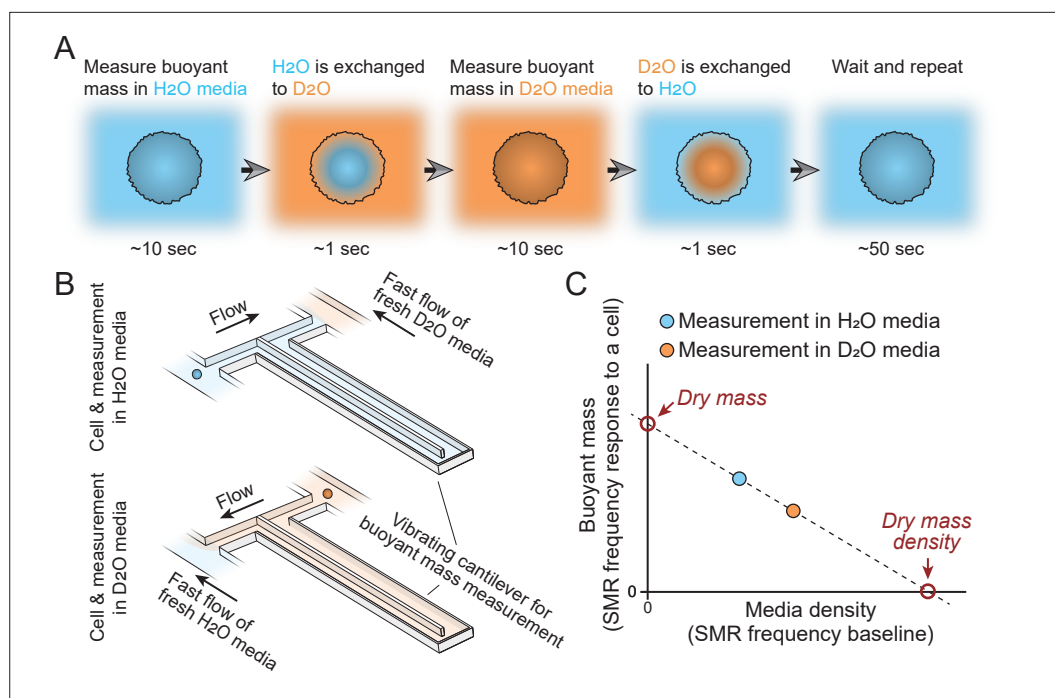 A
Measure buoyant
mass in H2O media
H2O is exchanged
to D2O
Measure buoyant
mass in D2O media
D2O is exchanged
to H2O
Wait and repeat
~10 sec
~1 sec
~10 sec
~1 sec
~50 sec
B
Cell & measurement
in H2O media
Flow
Fast flow of
fresh D2O media
Cell & measurement
in D2O media
Flow
Fast flow of
fresh H2O media
Vibrating cantilever for
buoyant mass measurement
C
Measurement in H₂O media
Measurement in D₂O media
Buoyant mass
(SMR frequency response to a cell)
Dry mass
Dry mass
density
0
0
Media density
(SMR frequency baseline)